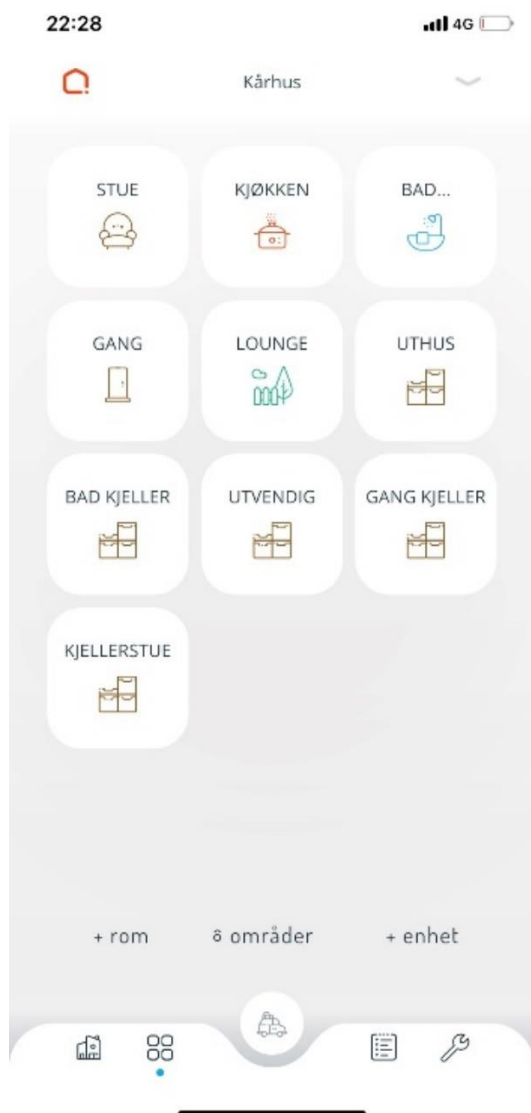 22:28 4G
Kårhus
STUE KJØKKEN BAD...
GANG LOUNGE UTHUS
BAD KJELLER UTVENDIG GANG KJELLER
KJELLERSTUE
+ rom områder + enhet